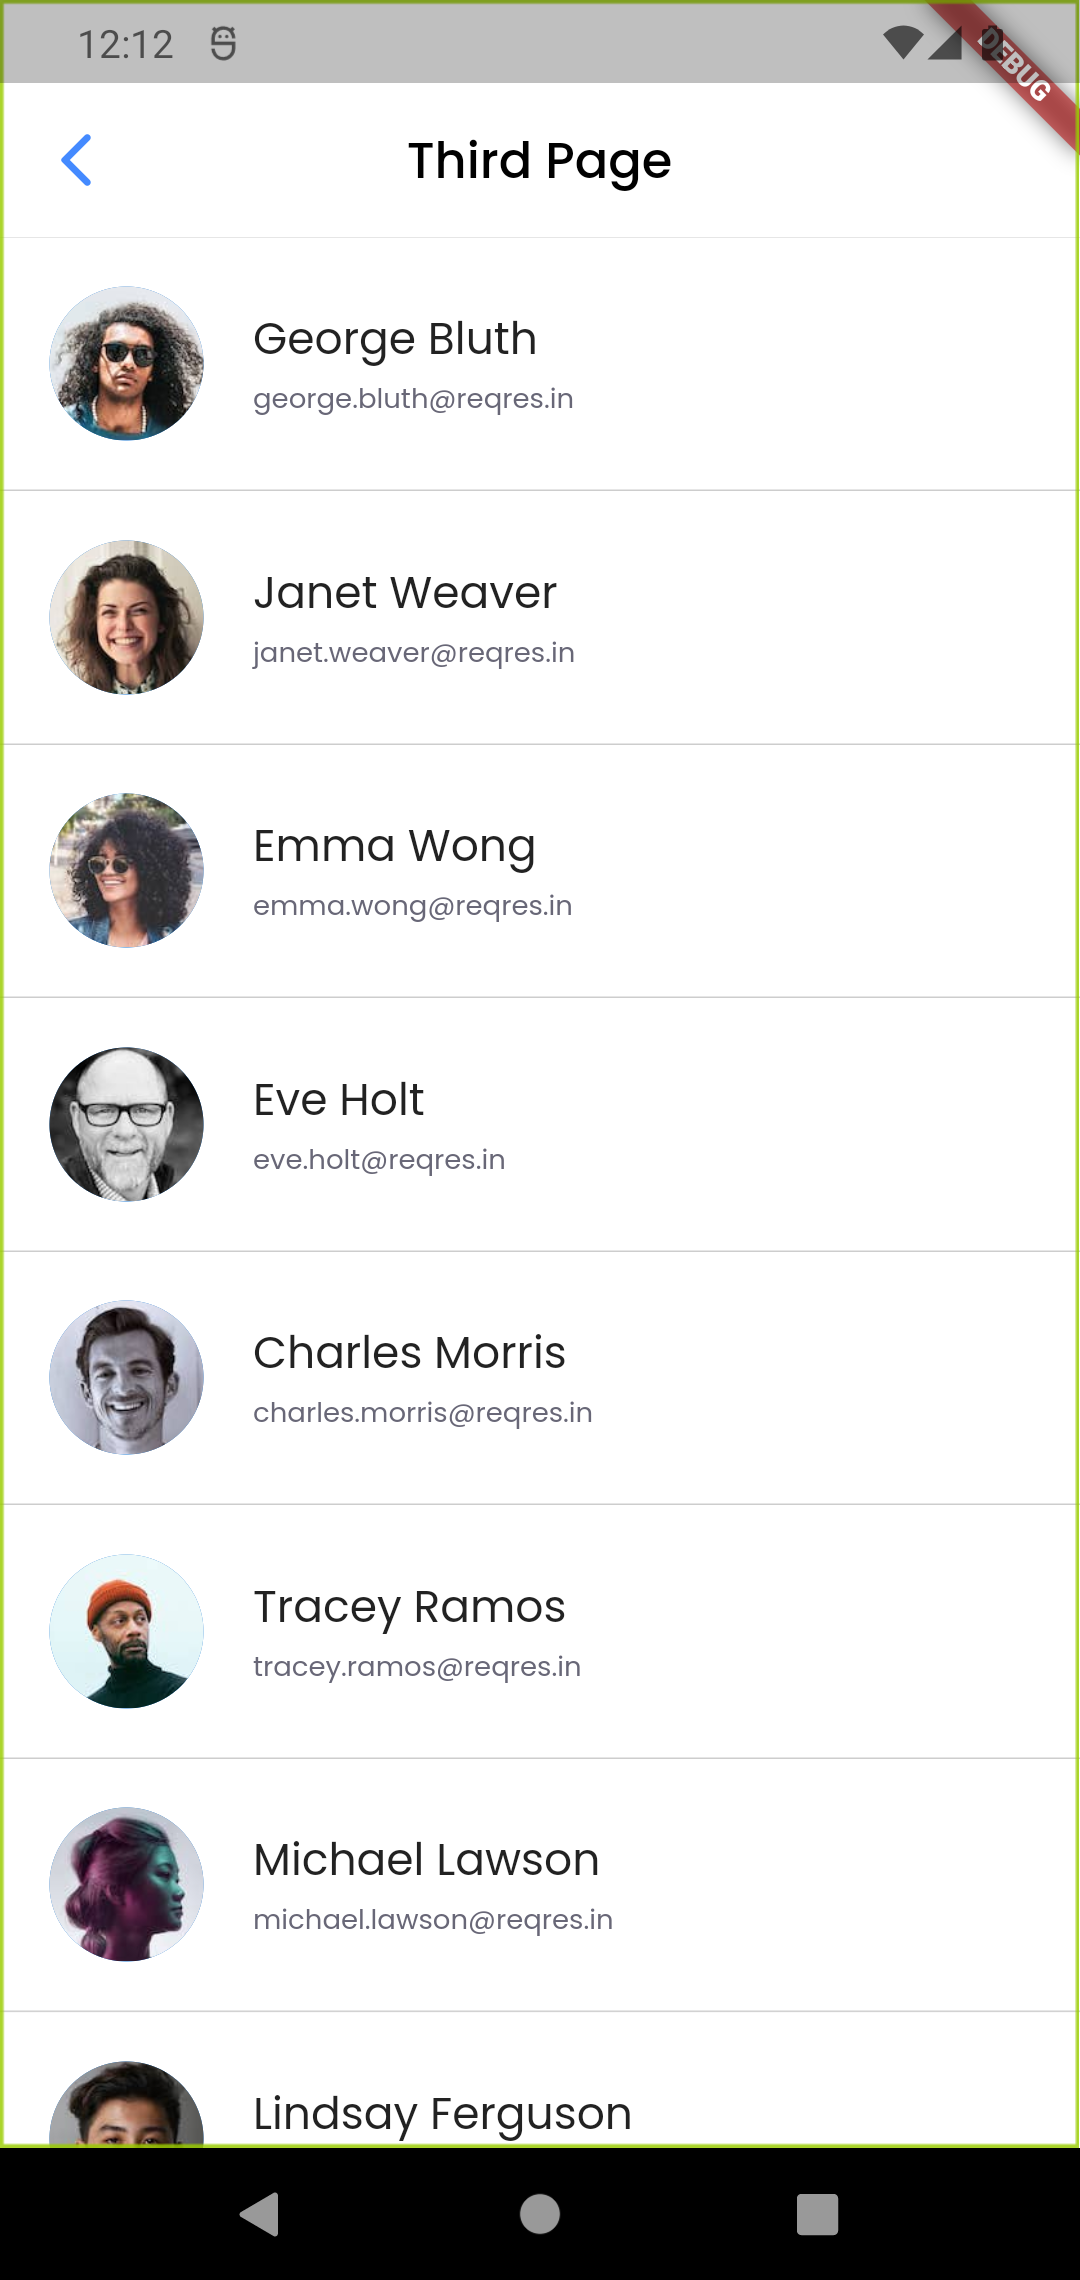 12:12
DEBUG
Third Page
George Bluth
george.bluth@reqres.in
Janet Weaver
janet.weaver@reqres.in
Emma Wong
emma.wong@reqres.in
Eve Holt
eve.holt@reqres.in
Charles Morris
charles.morris@reqres.in
Tracey Ramos
tracey.ramos@reqres.in
Michael Lawson
michael.lawson@reqres.in
Lindsay Ferguson